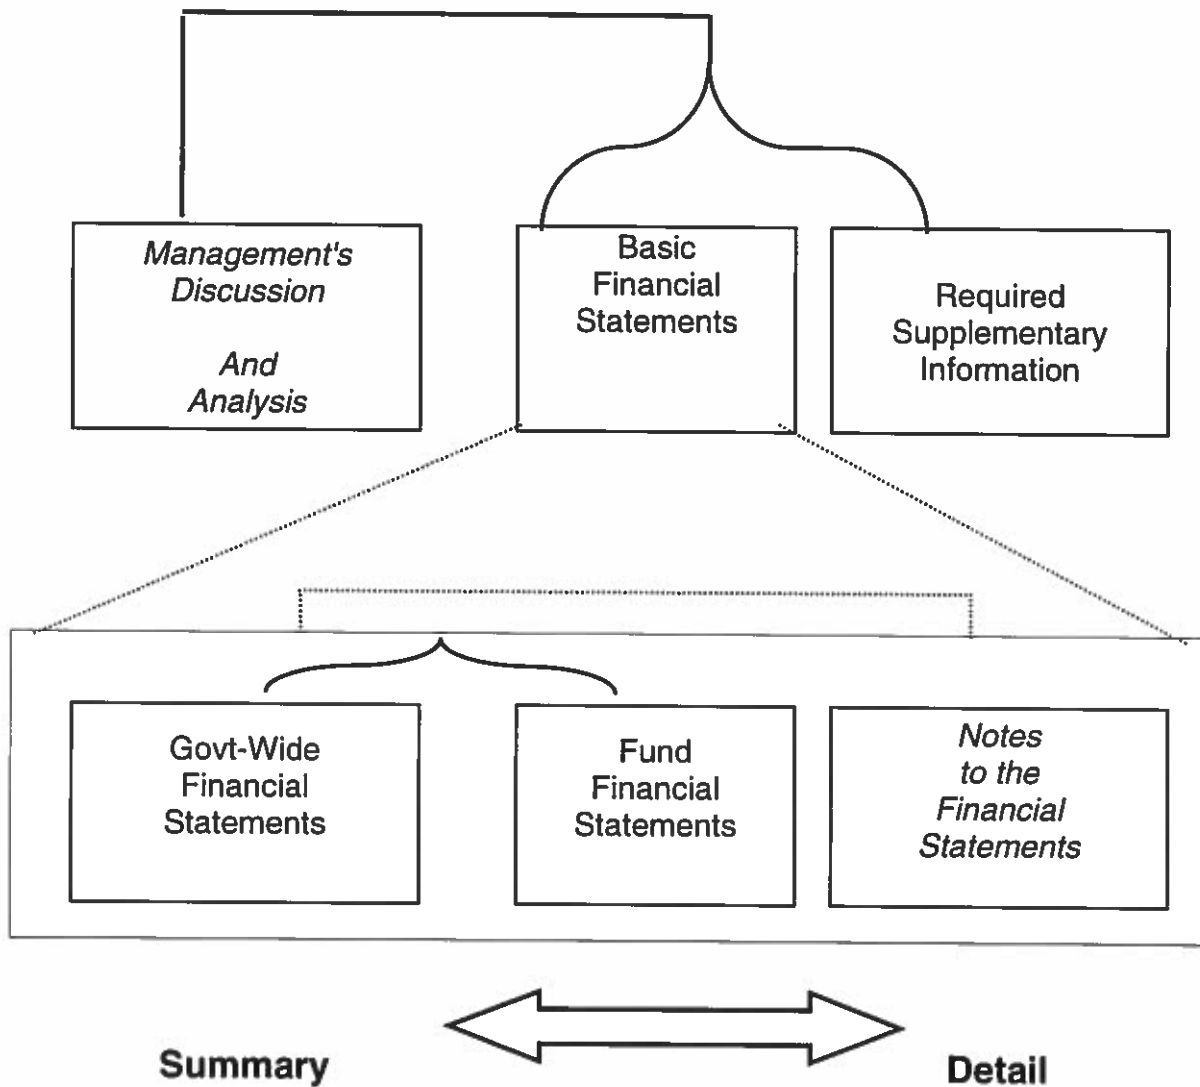 Management's
Discussion
And
Analysis
Basic
Financial
Statements
Required
Supplementary
Information
Govt-Wide
Financial
Statements
Fund
Financial
Statements
Notes
to the
Financial
Statements
Summary
Detail